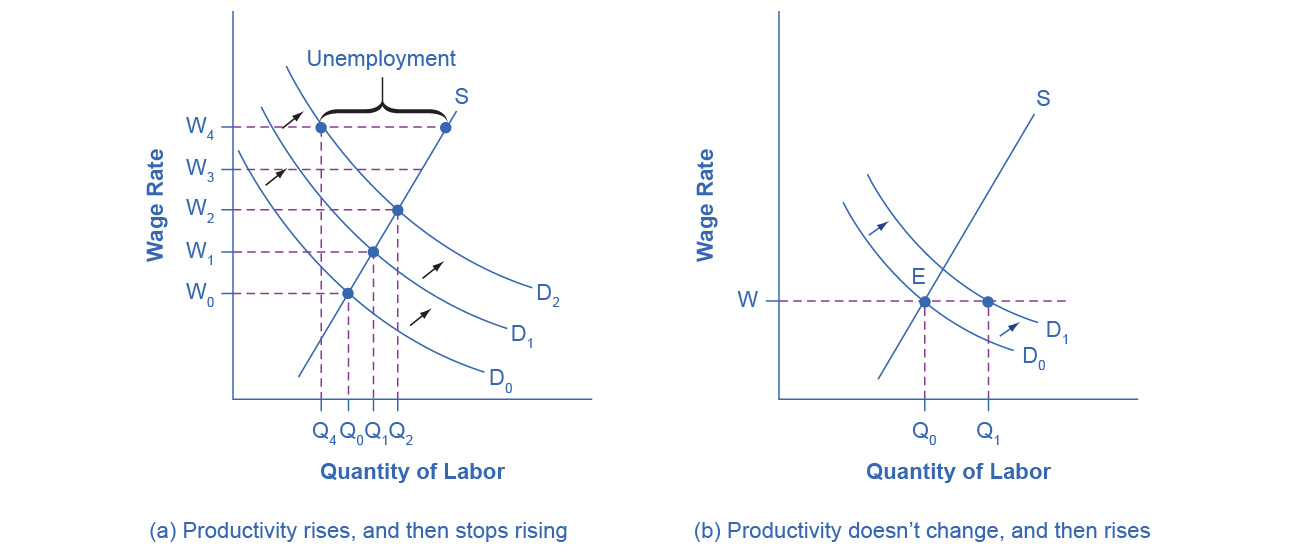 Unemployment
S
W4
W3
W2
W1
W0
Wage Rate
D2
D1
D0
Q4 Q0 Q1 Q2
Quantity of Labor
(a) Productivity rises, and then stops rising
S
Wage Rate
E
W
D1
D0
Q0 Q1
Quantity of Labor
(b) Productivity doesn’t change, and then rises